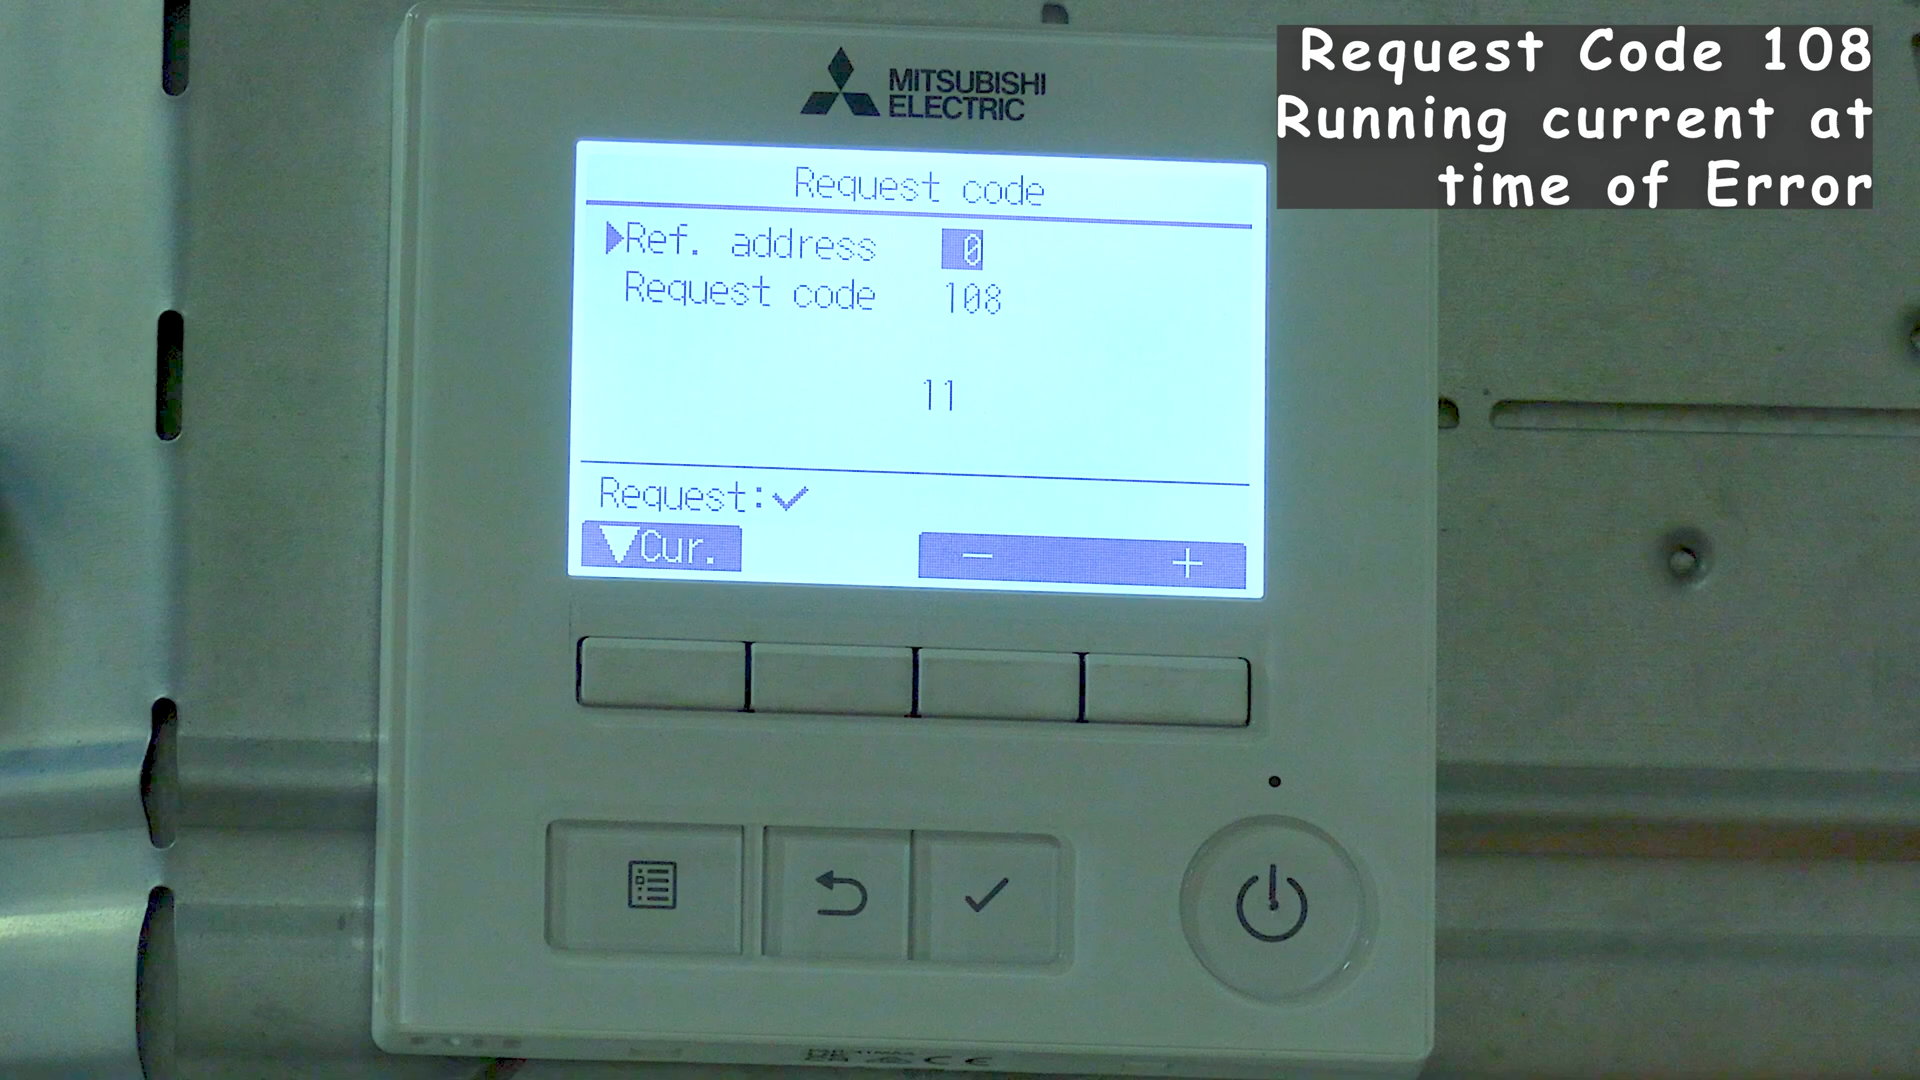 Request Code 108
Running current at
time of Error
MITSUBISHI
ELECTRIC
Request code
Ref. address 0
Request code 108
11
Request:✓
▼Cur. − +
CE